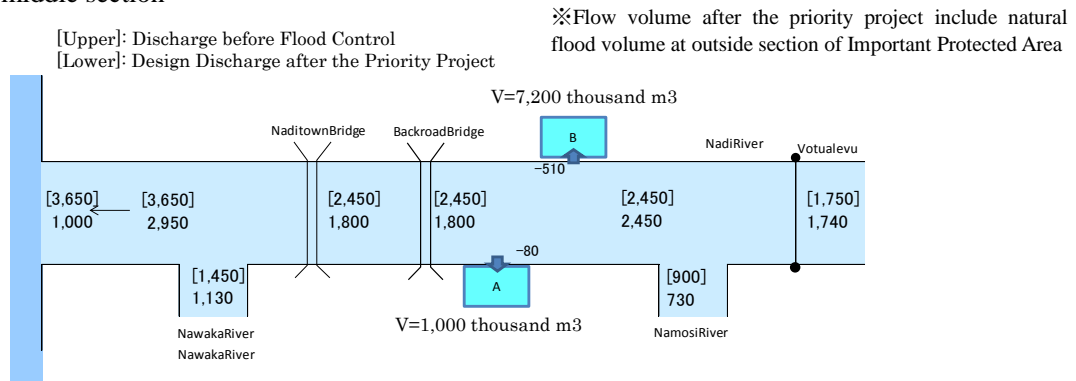 middle section
※Flow volume after the priority project include natural
flood volume at outside section of Important Protected Area
[Upper]: Discharge before Flood Control
[Lower]: Design Discharge after the Priority Project
V=7,200 thousand m3
NaditownBridge
BackroadBridge
B
NadiRiver
Votualevu
-510
[3,650]
1,000
[3,650]
2,950
[2,450]
1,800
[2,450]
1,800
[2,450]
2,450
[1,750]
1,740
-80
A
[1,450]
1,130
[900]
730
V=1,000 thousand m3
NawakaRiver
NawakaRiver
NamosiRiver